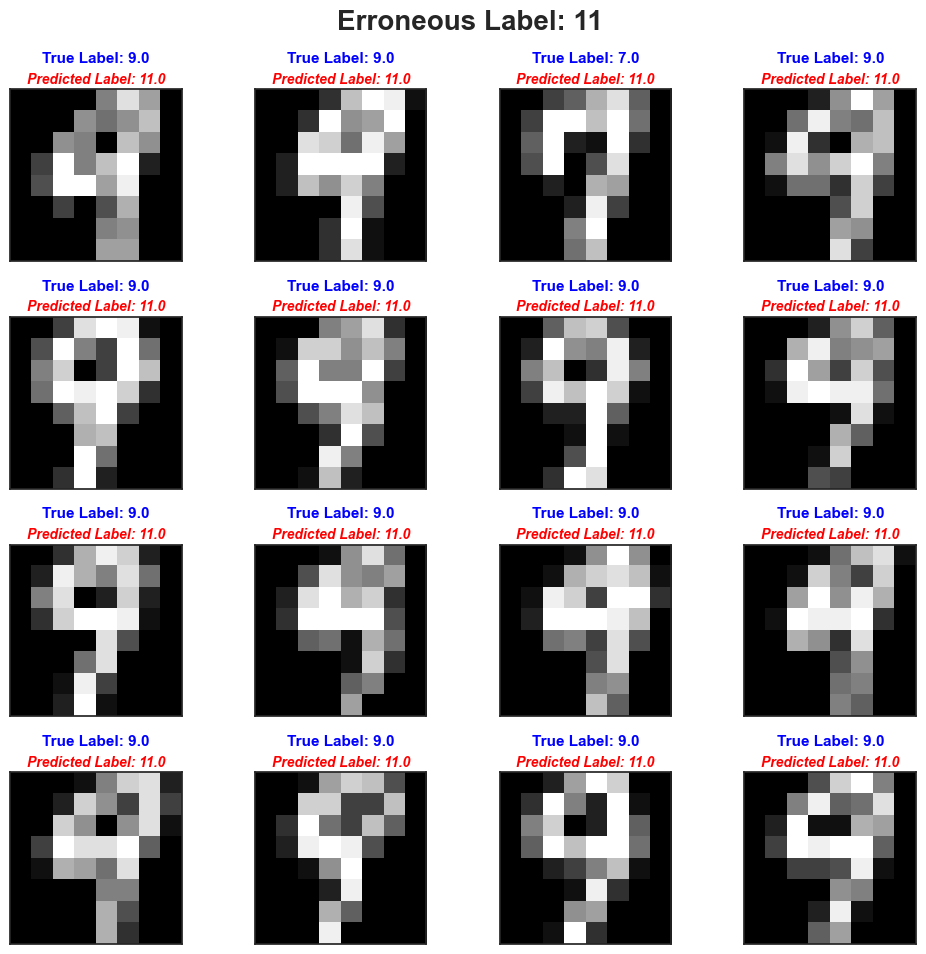 Erroneous Label: 11
True Label: 9.0 True Label: 9.0 True Label: 7.0 True Label: 9.0
Predicted Label: 11.0 Predicted Label: 11.0 Predicted Label: 11.0 Predicted Label: 11.0
True Label: 9.0 True Label: 9.0 True Label: 9.0 True Label: 9.0
Predicted Label: 11.0 Predicted Label: 11.0 Predicted Label: 11.0 Predicted Label: 11.0
True Label: 9.0 True Label: 9.0 True Label: 9.0 True Label: 9.0
Predicted Label: 11.0 Predicted Label: 11.0 Predicted Label: 11.0 Predicted Label: 11.0
True Label: 9.0 True Label: 9.0 True Label: 9.0 True Label: 9.0
Predicted Label: 11.0 Predicted Label: 11.0 Predicted Label: 11.0 Predicted Label: 11.0